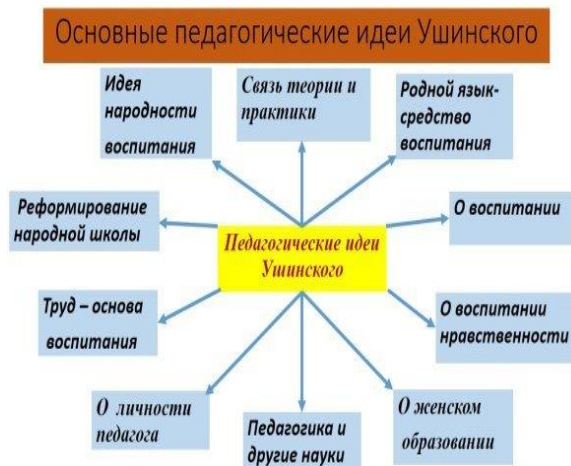 Основные педагогические идеи Ушинского
Идея
народности
воспитания
Связь теории и
практики
Родной язык-
средство
воспитания
Реформирование
народной школы
Педагогические идеи
Ушинского
О воспитании
Труд – основа
воспитания
О воспитании
нравственности
О личности
педагога
Педагогика и
другие науки
О женском
образовании